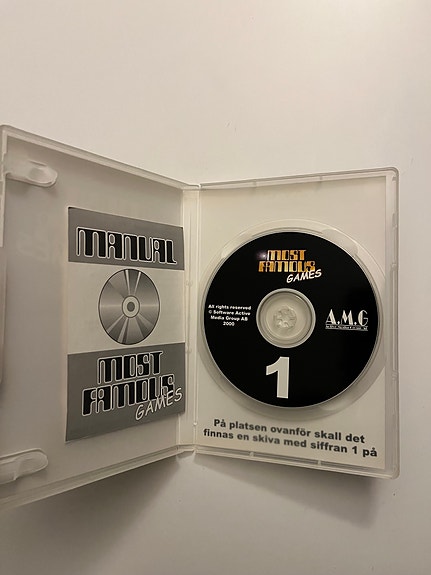 MANUAL
MOST
FAMOUS
GAMES
MOST
FAMOUS
GAMES
All rights reserved
© Software Active
Media Group AB
2000
A.M.G
1
På platsen ovanför skall det
finnas en skiva med siffran 1 på